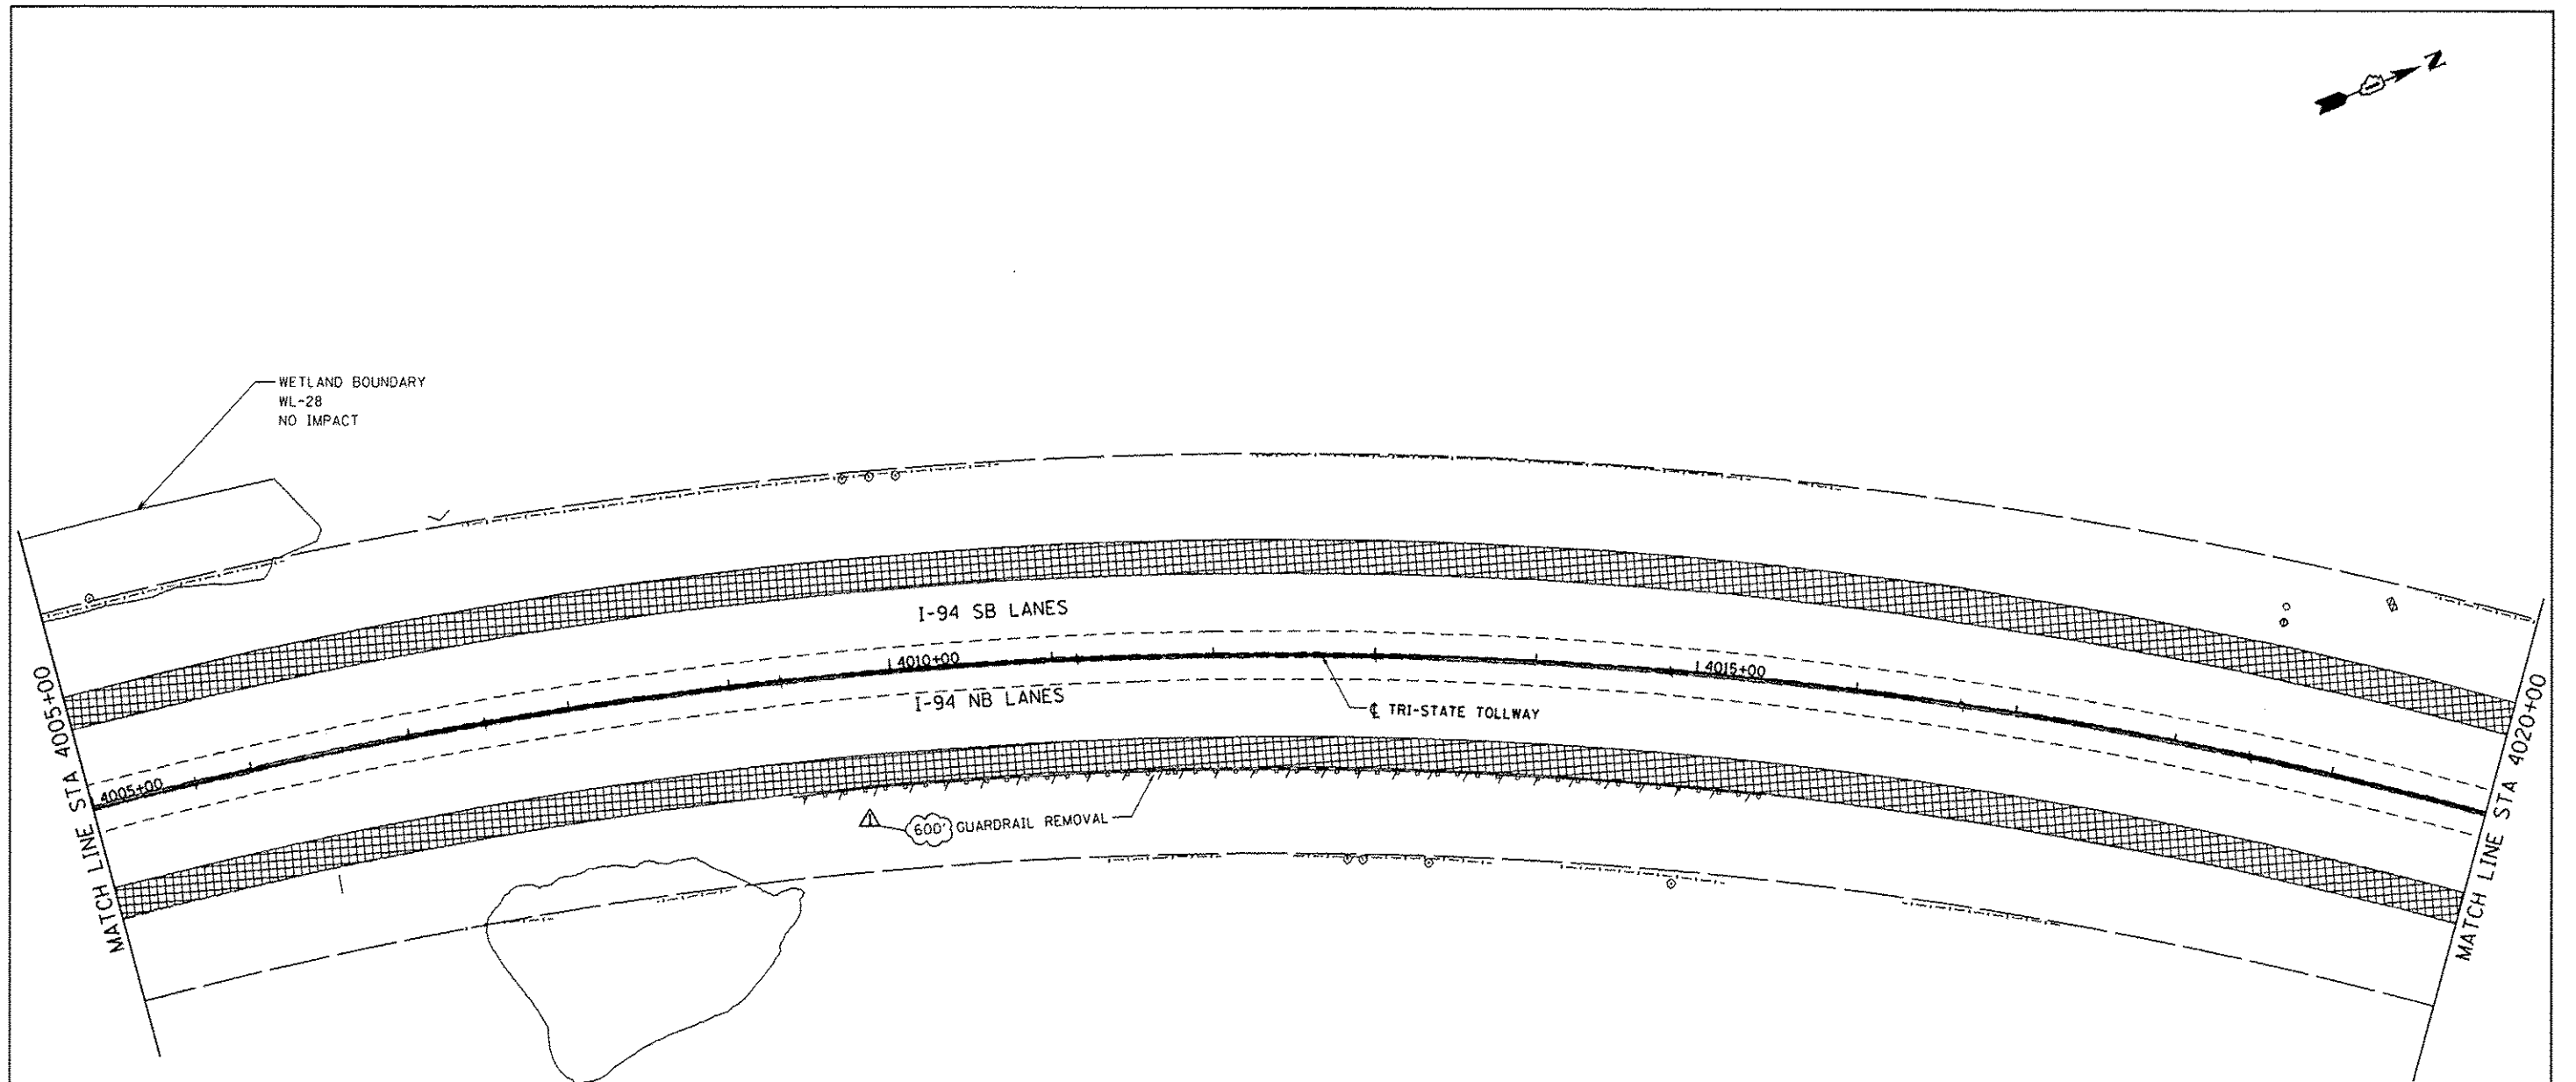 N
WETLAND BOUNDARY
WL-28
NO IMPACT
I-94 SB LANES
4010+00
4015+00
I-94 NB LANES
℄ TRI-STATE TOLLWAY
4005+00
MATCH LINE STA 4005+00
MATCH LINE STA 4020+00
1
600' GUARDRAIL REMOVAL